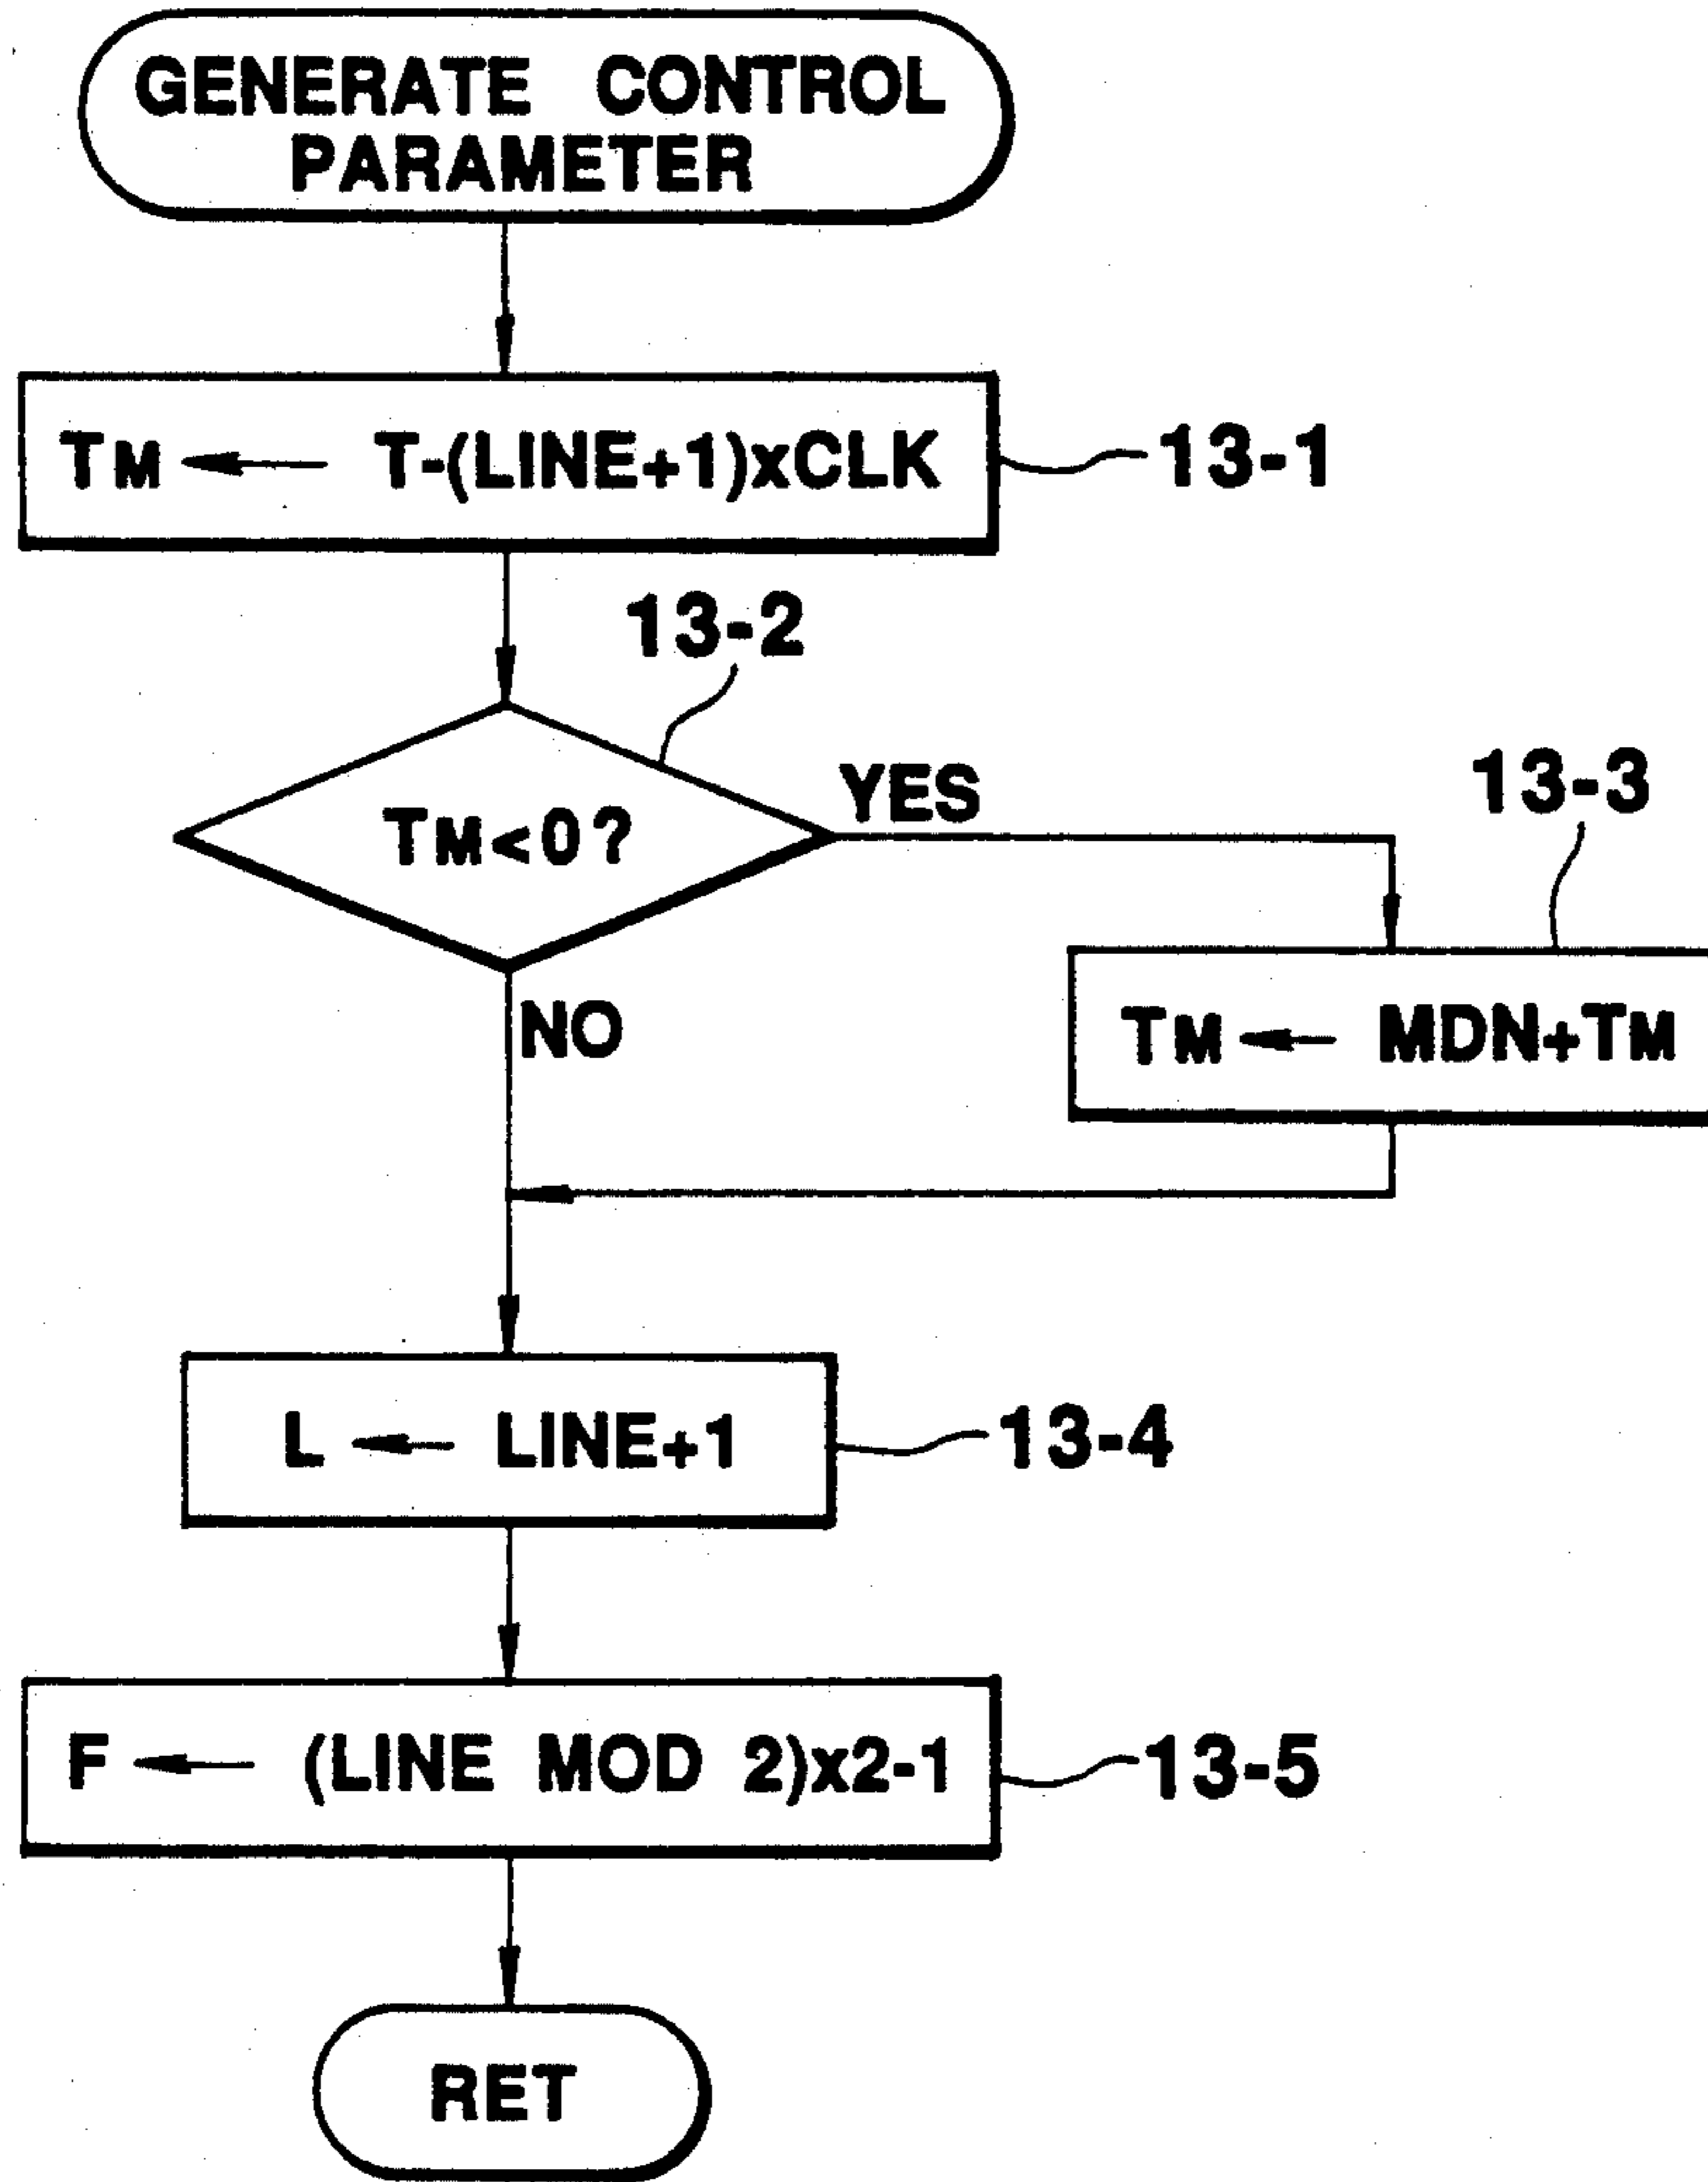 GENERATE CONTROL
PARAMETER
TM ← T-(LINE+1)xCLK
13-1
13-2
TM<0?
YES
13-3
NO
TM ← MDN+TM
L ← LINE+1
13-4
F ← (LINE MOD 2)x2-1
13-5
RET